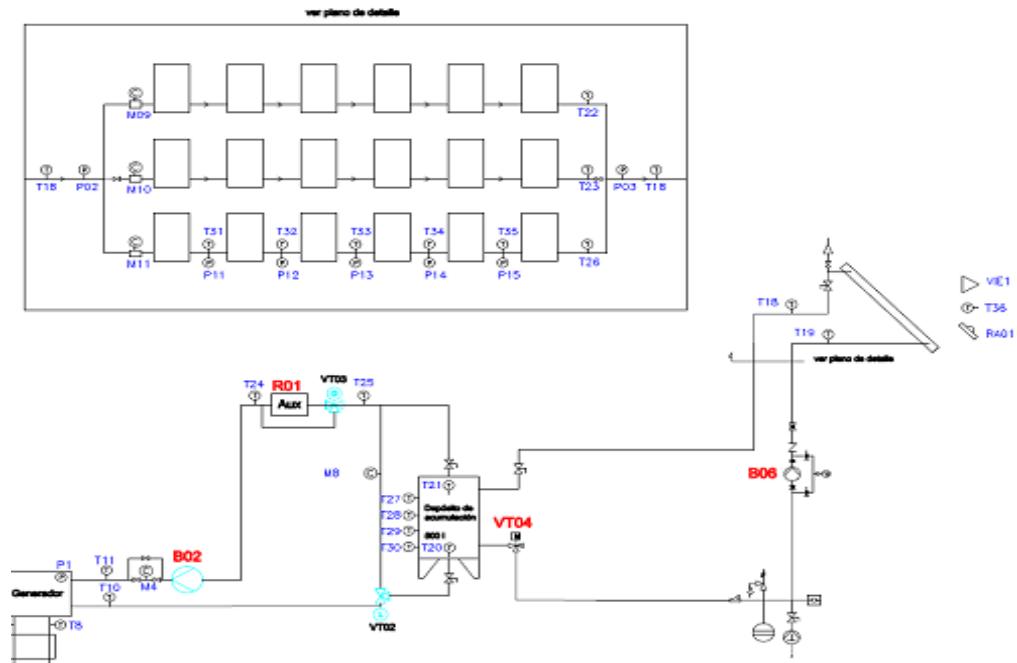 ver plano de detalle
M09
T22
T18
P02
M10
T23
P03
T18
T31
T32
T33
T34
T35
M11
P11
P12
P13
P14
P15
T26
VIE1
T18
T36
T19
RA01
ver plano de detalle
T24
R01
VT03
T25
Aux
M8
T21
B06
T27
Depósito de
acumulación
T28
VT04
T29
800 l
T30
T20
B02
P1
T11
M4
T10
Generador
T8
VT02